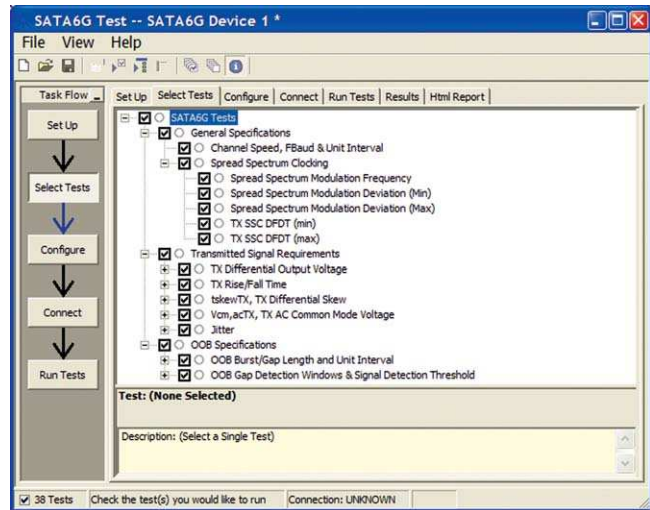 SATA6G Test -- SATA6G Device 1 *
File View Help
Task Flow
Set Up
Select Tests
Configure
Connect
Run Tests
Set Up Select Tests Configure Connect Run Tests Results Html Report
SATA6G Tests
General Specifications
Channel Speed, FBaud & Unit Interval
Spread Spectrum Clocking
Spread Spectrum Modulation Frequency
Spread Spectrum Modulation Deviation (Min)
Spread Spectrum Modulation Deviation (Max)
TX SSC DFDT (min)
TX SSC DFDT (max)
Transmitted Signal Requirements
TX Differential Output Voltage
TX Rise/Fall Time
tskewTX, TX Differential Skew
Vcm,acTX, TX AC Common Mode Voltage
Jitter
OOB Specifications
OOB Burst/Gap Length and Unit Interval
OOB Gap Detection Windows & Signal Detection Threshold
Test: (None Selected)
Description: (Select a Single Test)
38 Tests Check the test(s) you would like to run Connection: UNKNOWN